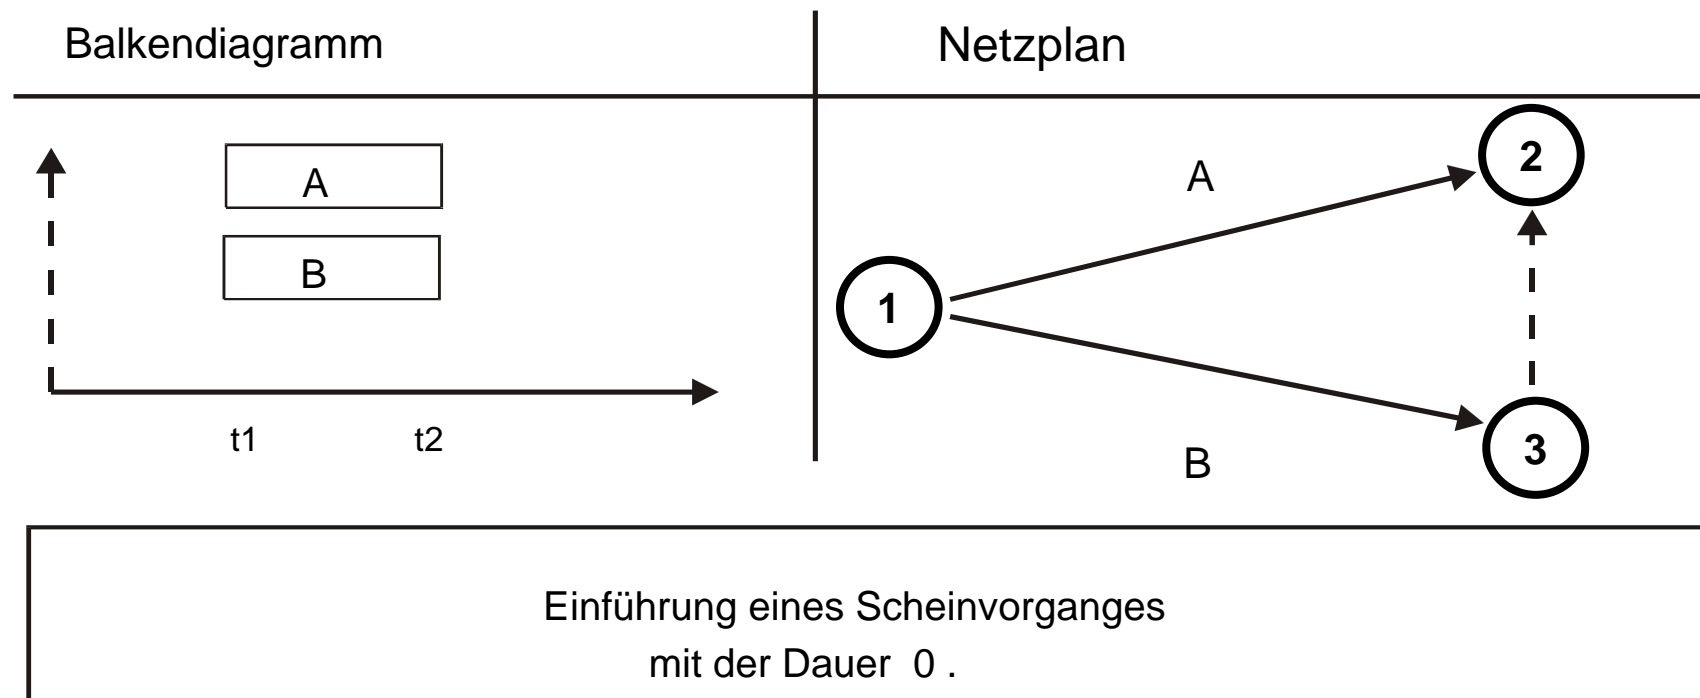 Balkendiagramm
Netzplan
A
B
t1 t2
A
2
1
B
3
Einführung eines Scheinvorganges
mit der Dauer 0 .